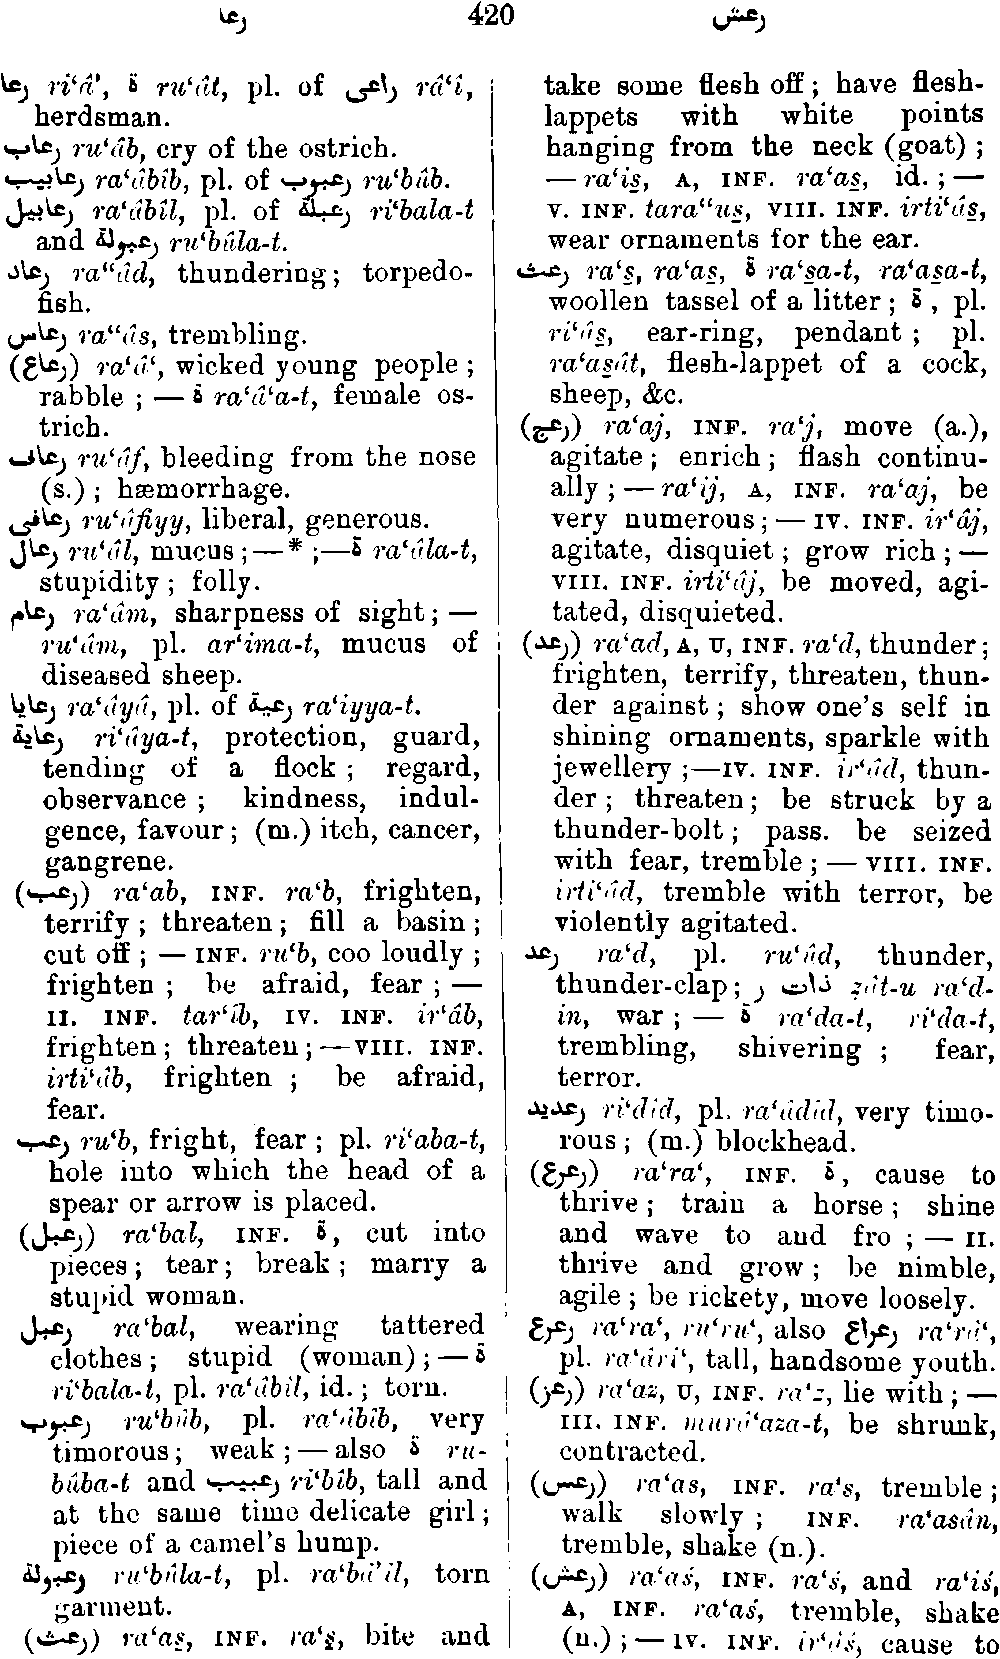 رعا 420 رعش
رعا ri‘â’, ة ru‘ât, pl. of راعى râ‘î,
herdsman.
رعاب ru‘âb, cry of the ostrich.
رعابيب ra‘âbîb, pl. of رعبوب ru‘bûb.
رعابيل ra‘âbîl, pl. of رعبلة ri‘bala-t
and رعبولة ru‘bûla-t.
رعاد ra‘‘âd, thundering; torpedo-
fish.
رعاس ra‘‘âs, trembling.
(رعاع) ra‘â‘, wicked young people;
rabble; — ة ra‘â‘a-t, female os-
trich.
رعاف ru‘âf, bleeding from the nose
(s.); hæmorrhage.
رعافى ru‘âfiyy, liberal, generous.
رعال ru‘âl, mucus; — * ;—ة ra‘âla-t,
stupidity; folly.
رعام ra‘âm, sharpness of sight; —
ru‘âm, pl. ar‘ima-t, mucus of
diseased sheep.
رعايا ra‘âyâ, pl. of رعية ra‘iyya-t.
رعاية ri‘âya-t, protection, guard,
tending of a flock; regard,
observance; kindness, indul-
gence, favour; (m.) itch, cancer,
gangrene.
(رعب) ra‘ab, INF. ra‘b, frighten,
terrify; threaten; fill a basin;
cut off; — INF. ru‘b, coo loudly;
frighten; be afraid, fear; —
II. INF. tar‘îb, IV. INF. ir‘âb,
frighten; threaten; — VIII. INF.
irti‘âb, frighten; be afraid,
fear.
رعب ru‘b, fright, fear; pl. ri‘aba-t,
hole into which the head of a
spear or arrow is placed.
(رعبل) ra‘bal, INF. ة, cut into
pieces; tear; break; marry a
stupid woman.
رعبل ra‘bal, wearing tattered
clothes; stupid (woman); — ة
ri‘bala-t, pl. ra‘âbîl, id.; torn.
رعبوب ru‘bûb, pl. ra‘âbîb, very
timorous; weak; — also ة ru-
bûba-t and رعبيب ri‘bîb, tall and
at the same time delicate girl;
piece of a camel's hump.
رعبولة ru‘bûla-t, pl. ra‘bâ’il, torn
garment.
(رعث) ra‘as̱, INF. ra‘s̱, bite and
take some flesh off; have flesh-
lappets with white points
hanging from the neck (goat);
— ra‘is̱, A, INF. ra‘as̱, id.; —
V. INF. tara‘‘us̱, VIII. INF. irti‘âs̱,
wear ornaments for the ear.
رعث ra‘s̱, ra‘as̱, ة ra‘s̱a-t, ra‘as̱a-t,
woollen tassel of a litter; ة, pl.
ri‘âs̱, ear-ring, pendant; pl.
ra‘as̱ât, flesh-lappet of a cock,
sheep, &c.
(رعج) ra‘aj, INF. ra‘j, move (a.),
agitate; enrich; flash continu-
ally; — ra‘ij, A, INF. ra‘aj, be
very numerous; — IV. INF. ir‘âj,
agitate, disquiet; grow rich; —
VIII. INF. irti‘âj, be moved, agi-
tated, disquieted.
(رعد) ra‘ad, A, U, INF. ra‘d, thunder;
frighten, terrify, threaten, thun-
der against; show one's self in
shining ornaments, sparkle with
jewellery;—IV. INF. ir‘âd, thun-
der; threaten; be struck by a
thunder-bolt; pass. be seized
with fear, tremble; — VIII. INF.
irti‘âd, tremble with terror, be
violently agitated.
رعد ra‘d, pl. ru‘ûd, thunder,
thunder-clap; ذات ر ẕât-u ra‘d-
in, war; — ة ra‘da-t, ri‘da-t,
trembling, shivering; fear,
terror.
رعديد ri‘dîd, pl. ra‘âdîd, very timo-
rous; (m.) blockhead.
(رعرع) ra‘ra‘, INF. ة, cause to
thrive; train a horse; shine
and wave to and fro; — II.
thrive and grow; be nimble,
agile; be rickety, move loosely.
رعرع ra‘ra‘, ru‘ru‘, also رعراع ra‘râ‘,
pl. ra‘âri‘, tall, handsome youth.
(رعز) ra‘az, U, INF. ra‘z, lie with; —
III. INF. murâ‘aza-t, be shrunk,
contracted.
(رعس) ra‘as, INF. ra‘s, tremble;
walk slowly; INF. ra‘asân,
tremble, shake (n.).
(رعش) ra‘aś, INF. ra‘ś, and ra‘iś,
A, INF. ra‘aś, tremble, shake
(n.); — IV. INF. ir‘âś, cause to